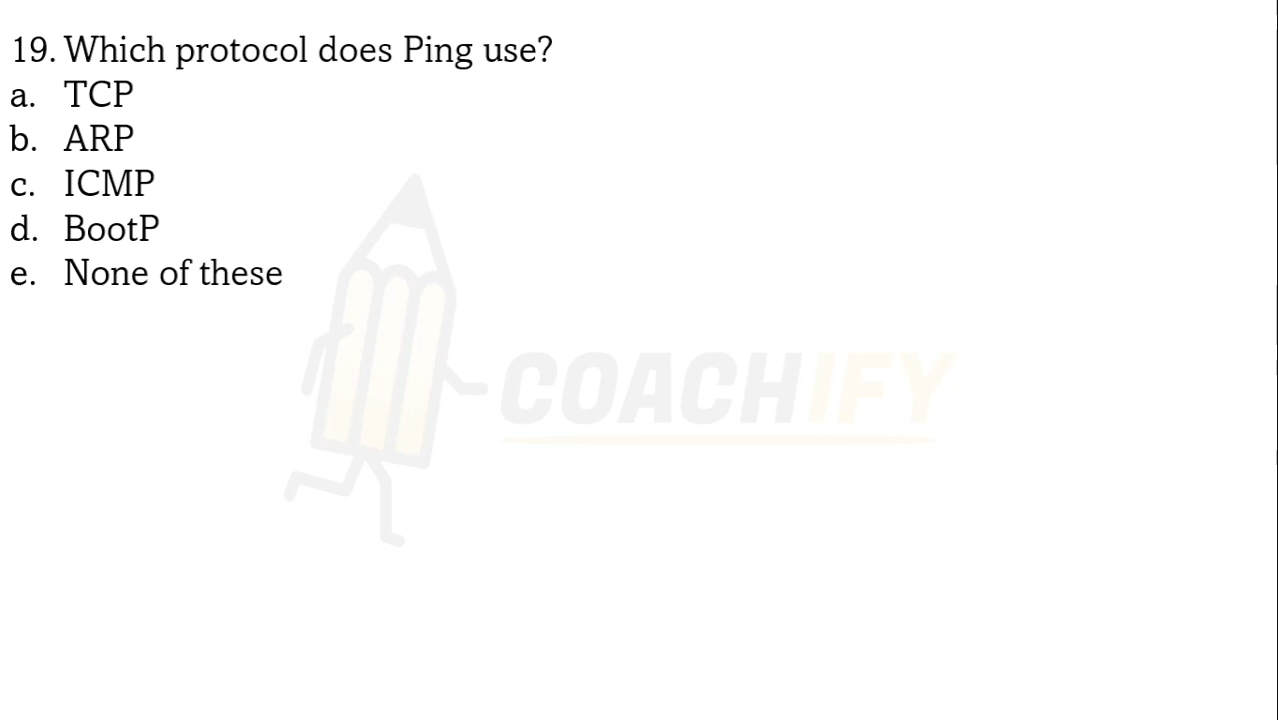 19. Which protocol does Ping use?
a. TCP
b. ARP
c. ICMP
d. BootP
e. None of these
COACHIFY